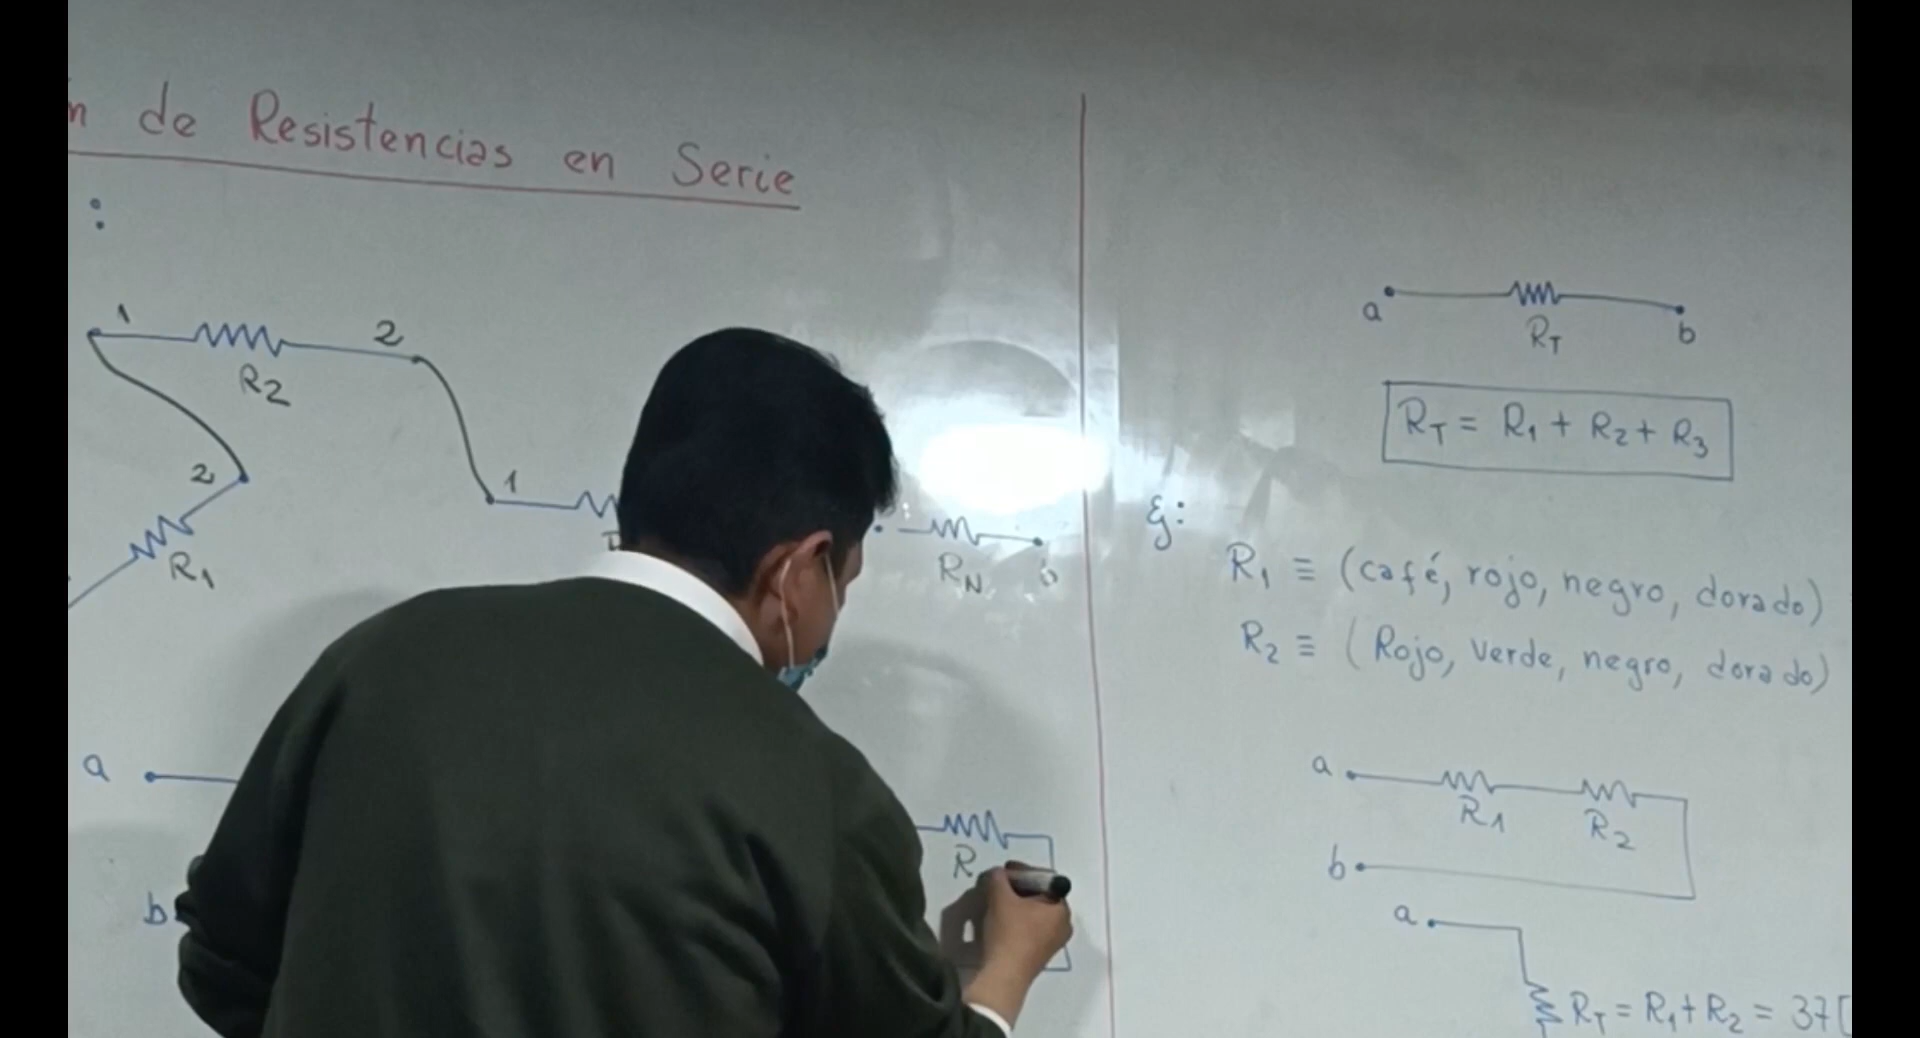 de Resistencias en Serie
:
1
R2
2
2
R1
1
RN
b
a
b
R
a
RT
b
RT = R1 + R2 + R3
Ej:
R1 ≡ (café, rojo, negro, dorado)
R2 ≡ (Rojo, verde, negro, dorado)
a
R1
R2
b
a
RT = R1 + R2 = 37[